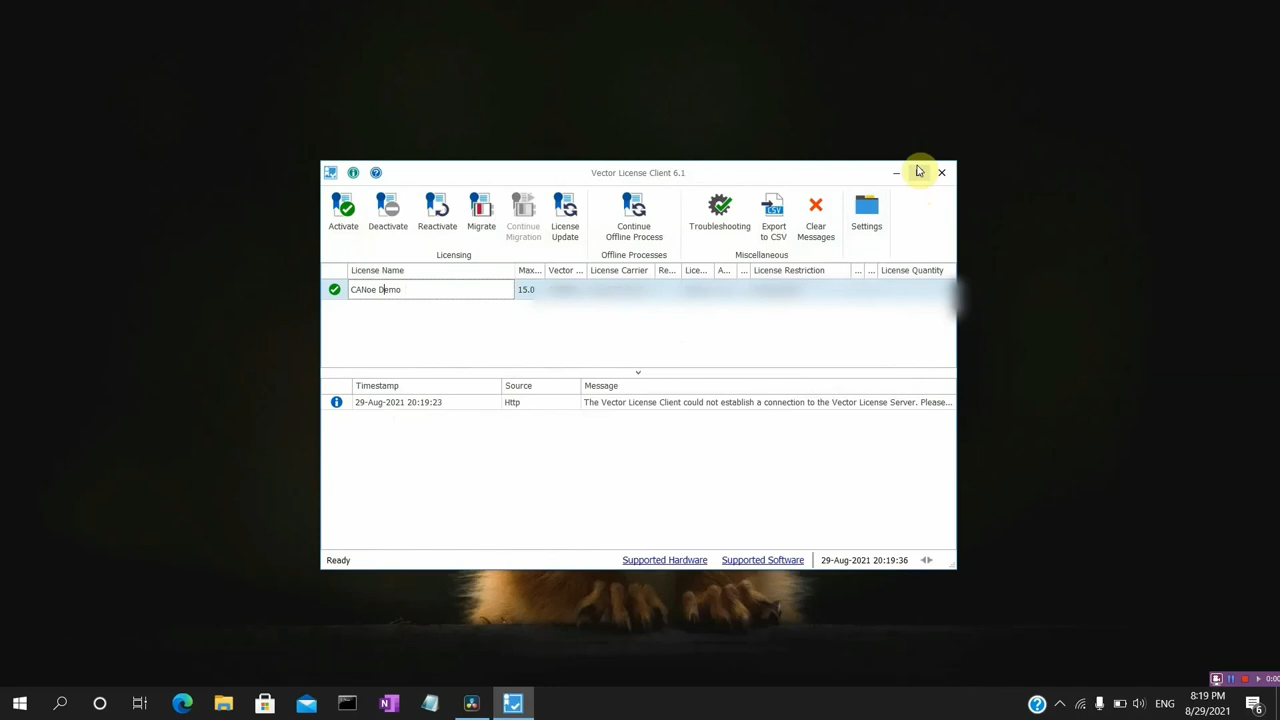 Vector License Client 6.1
Activate
Deactivate
Reactivate
Migrate
Continue
Migration
License
Update
Continue
Offline Process
Troubleshooting
Export
to CSV
Clear
Messages
Settings
CSV
Licensing
Offline Processes
Miscellaneous
License Name Max... Vector ... License Carrier Re... Lice... A... ... License Restriction ... ... License Quantity
CANoe Demo 15.0
Timestamp Source Message
29-Aug-2021 20:19:23 Http The Vector License Client could not establish a connection to the Vector License Server. Please...
Ready Supported Hardware Supported Software 29-Aug-2021 20:19:36
0:00
ENG 8:19 PM
8/29/2021 6